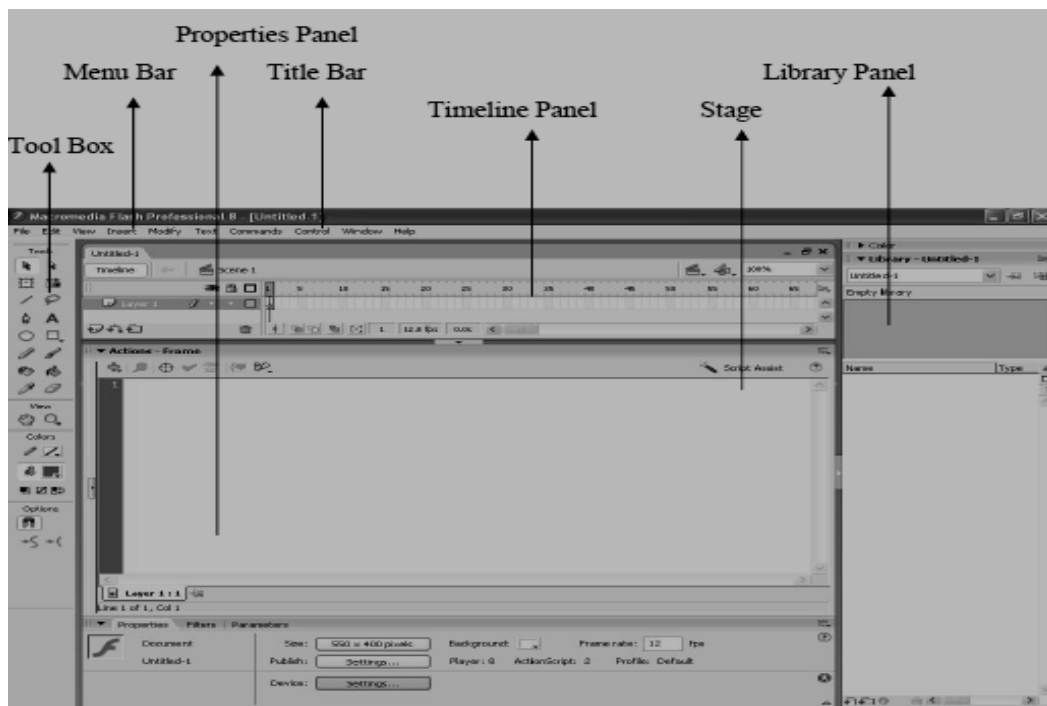 Properties Panel
Menu Bar Title Bar Library Panel
Timeline Panel Stage
Tool Box
Macromedia Flash Professional 8 - [Untitled-1]
File Edit View Insert Modify Text Commands Control Window Help
Tools
Untitled-1
Color
Timeline Scene 1 100%
Library - Untitled-1
Untitled-1
Empty library
1 5 10 15 20 25 30 35 40 45 50 55 60 65
Layer 1
1 12.0 fps 0.0s
Actions - Frame
Script Assist
Name Type
1
View
Colors
Options
Layer 1 : 1
Line 1 of 1, Col 1
Properties Filters Parameters
Document Size: 550 x 400 pixels Background: Frame rate: 12 fps
Untitled-1 Publish: Settings... Player: 8 ActionScript: 2 Profile: Default
Device: Settings...